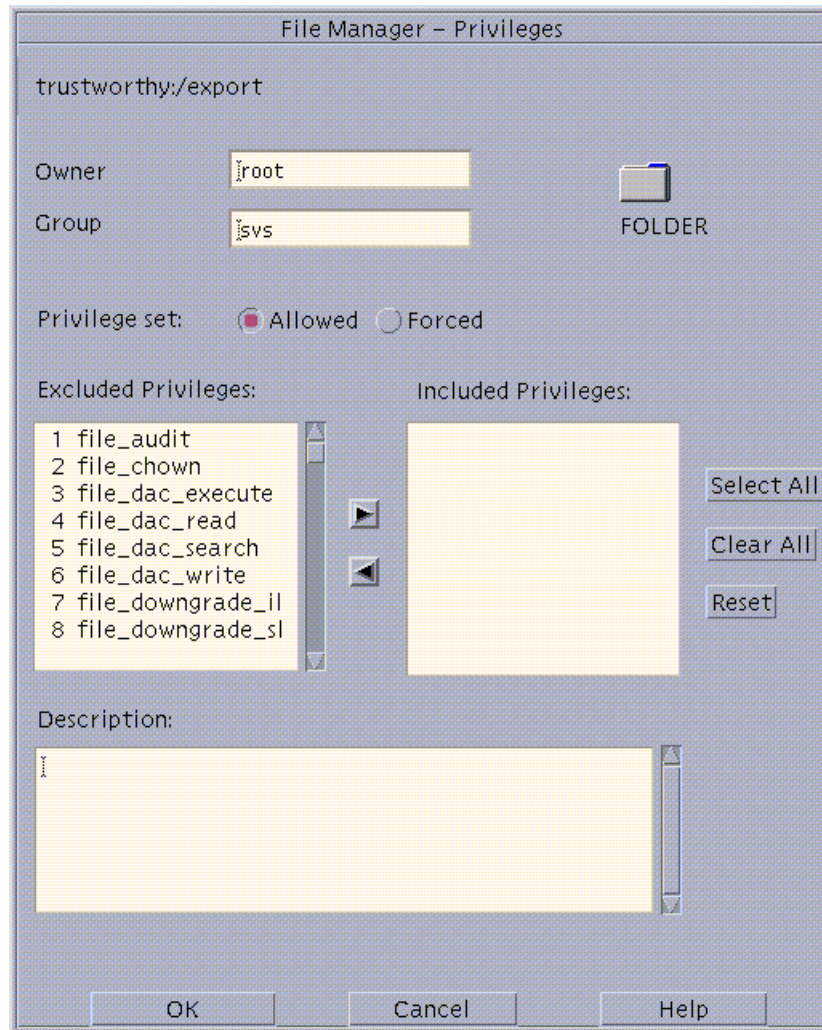 File Manager – Privileges
trustworthy:/export
Owner
root
Group
svs
FOLDER
Privilege set:
Allowed
Forced
Excluded Privileges:
Included Privileges:
1 file_audit
2 file_chown
3 file_dac_execute
4 file_dac_read
5 file_dac_search
6 file_dac_write
7 file_downgrade_il
8 file_downgrade_sl
Select All
Clear All
Reset
Description:
OK
Cancel
Help